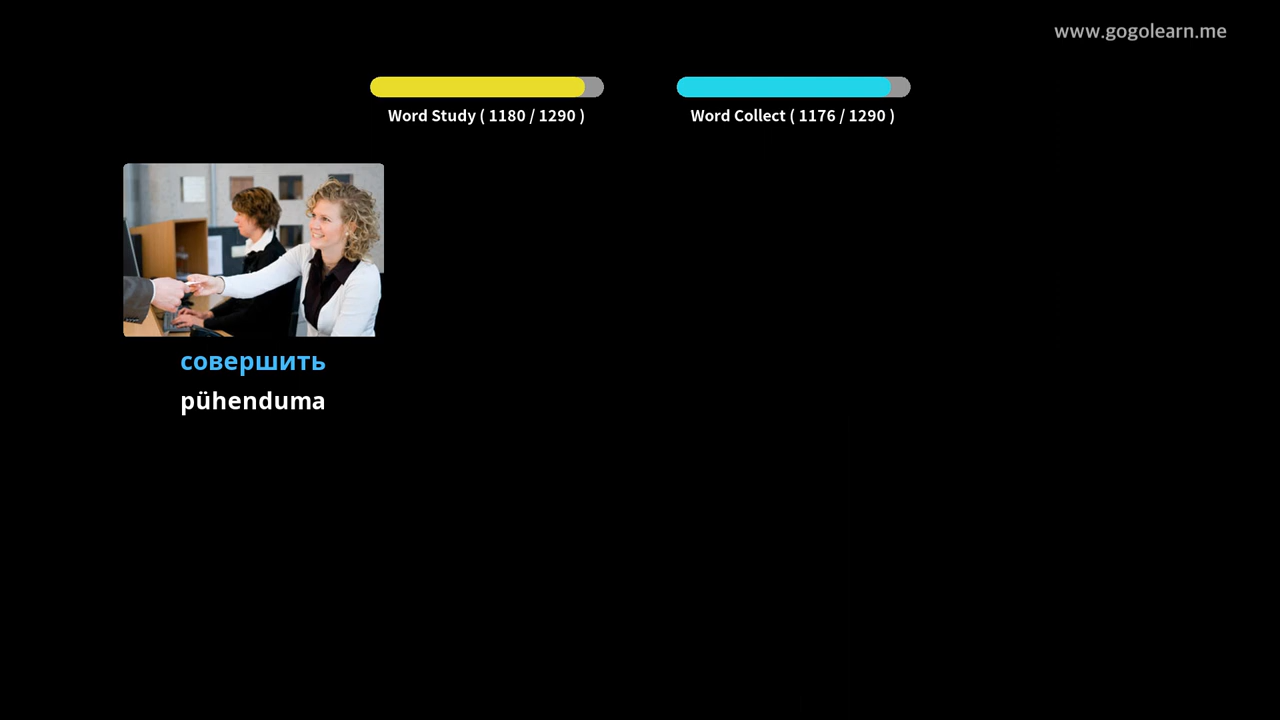 www.gogolearn.me
Word Study ( 1180 / 1290 )
Word Collect ( 1176 / 1290 )
совершить
pühenduma